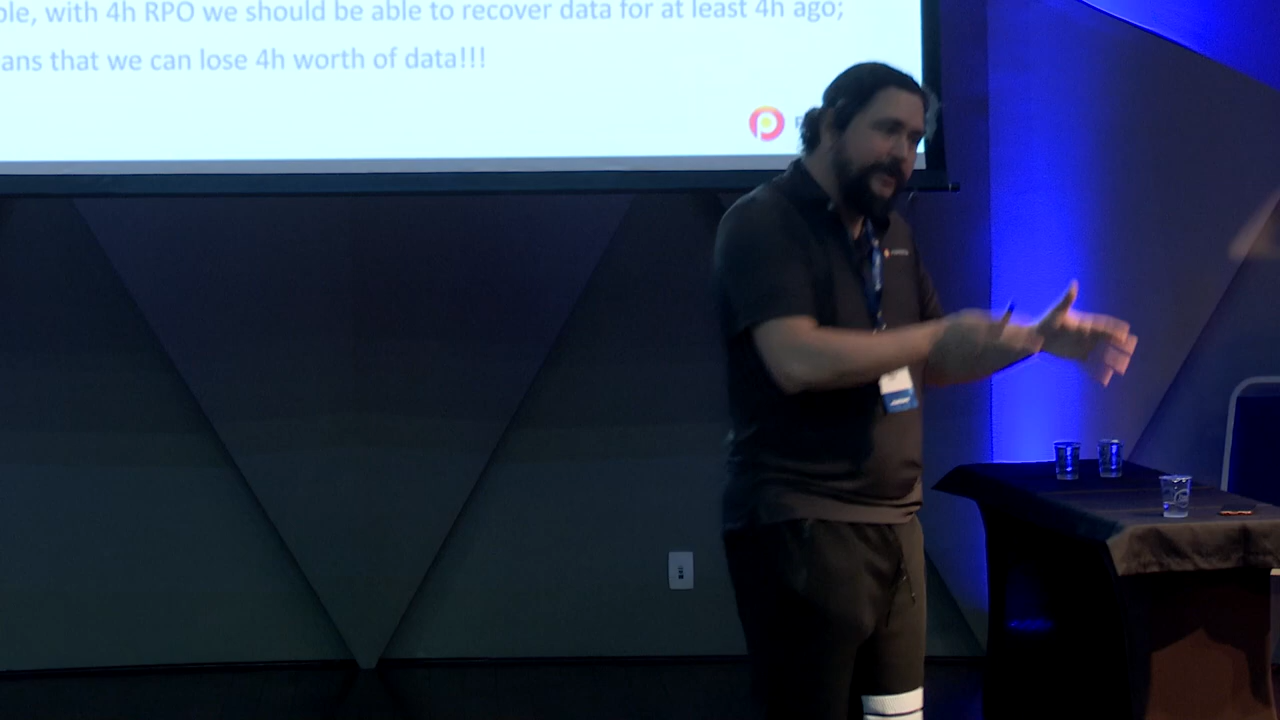 ple, with 4h RPO we should be able to recover data for at least 4h ago;
ans that we can lose 4h worth of data!!!